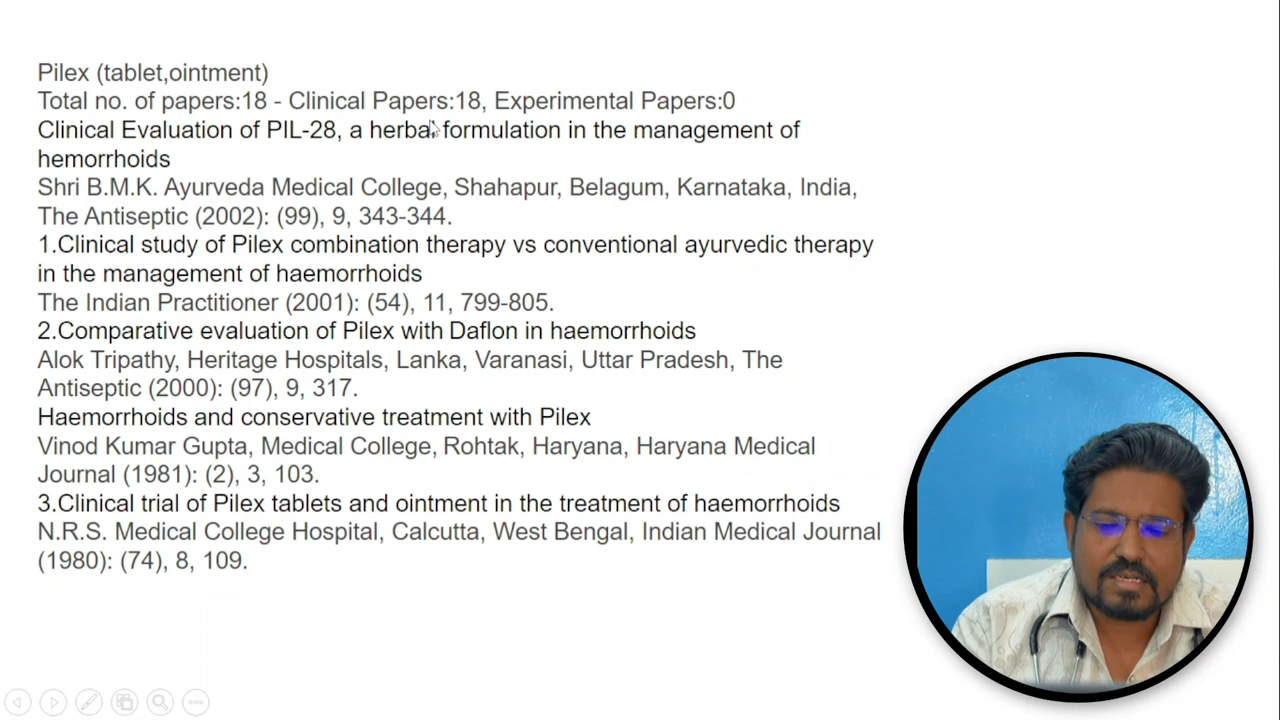 Pilex (tablet,ointment)
Total no. of papers:18 - Clinical Papers:18, Experimental Papers:0
Clinical Evaluation of PIL-28, a herbal formulation in the management of
hemorrhoids
Shri B.M.K. Ayurveda Medical College, Shahapur, Belagum, Karnataka, India,
The Antiseptic (2002): (99), 9, 343-344.
1.Clinical study of Pilex combination therapy vs conventional ayurvedic therapy
in the management of haemorrhoids
The Indian Practitioner (2001): (54), 11, 799-805.
2.Comparative evaluation of Pilex with Daflon in haemorrhoids
Alok Tripathy, Heritage Hospitals, Lanka, Varanasi, Uttar Pradesh, The
Antiseptic (2000): (97), 9, 317.
Haemorrhoids and conservative treatment with Pilex
Vinod Kumar Gupta, Medical College, Rohtak, Haryana, Haryana Medical
Journal (1981): (2), 3, 103.
3.Clinical trial of Pilex tablets and ointment in the treatment of haemorrhoids
N.R.S. Medical College Hospital, Calcutta, West Bengal, Indian Medical Journal
(1980): (74), 8, 109.